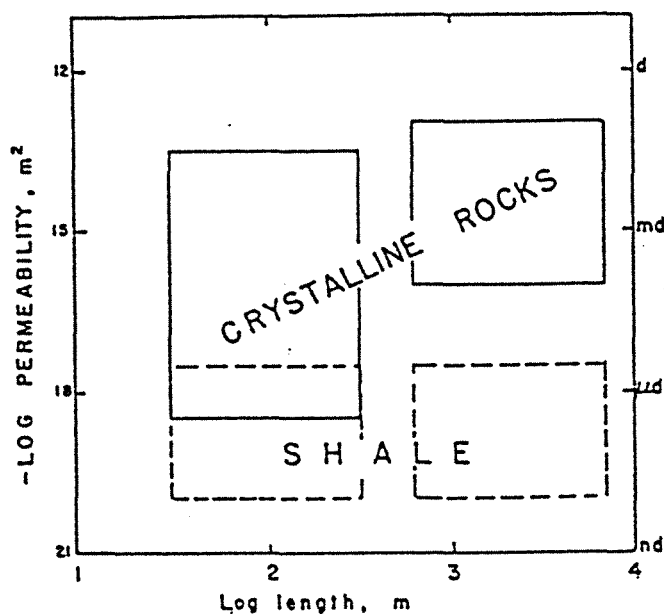 -LOG PERMEABILITY, m²
12
15
18
21
d
md
μd
nd
CRYSTALLINE ROCKS
SHALE
1
2
3
4
Log length, m